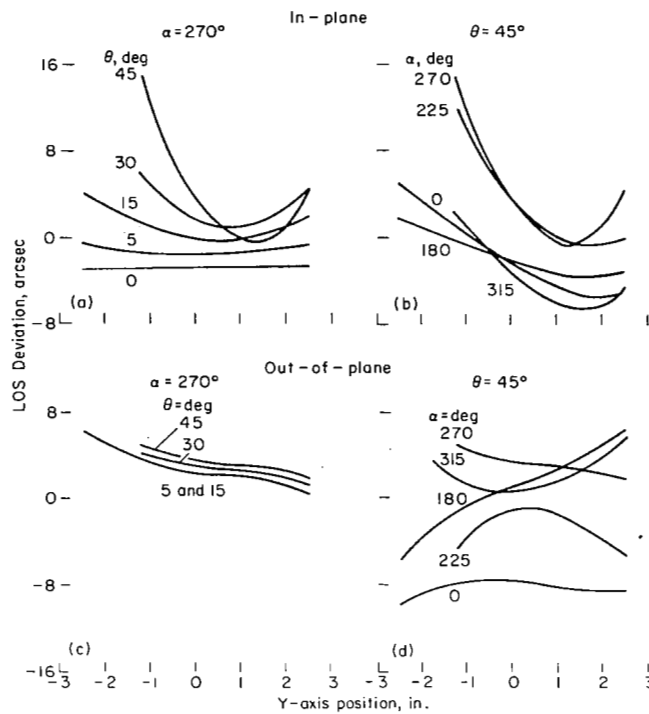 In-plane
α = 270°
θ = 45°
θ, deg
45
30
15
5
0
α, deg
270
225
0
180
315
16
8
0
-8
(a)
(b)
LOS Deviation, arcsec
Out-of-plane
α = 270°
θ = 45°
θ=deg
45
30
5 and 15
α=deg
270
315
180
225
0
8
0
-8
-16
(c)
(d)
-3 -2 -1 0 1 2 3 -3 -2 -1 0 1 2 3
Y-axis position, in.